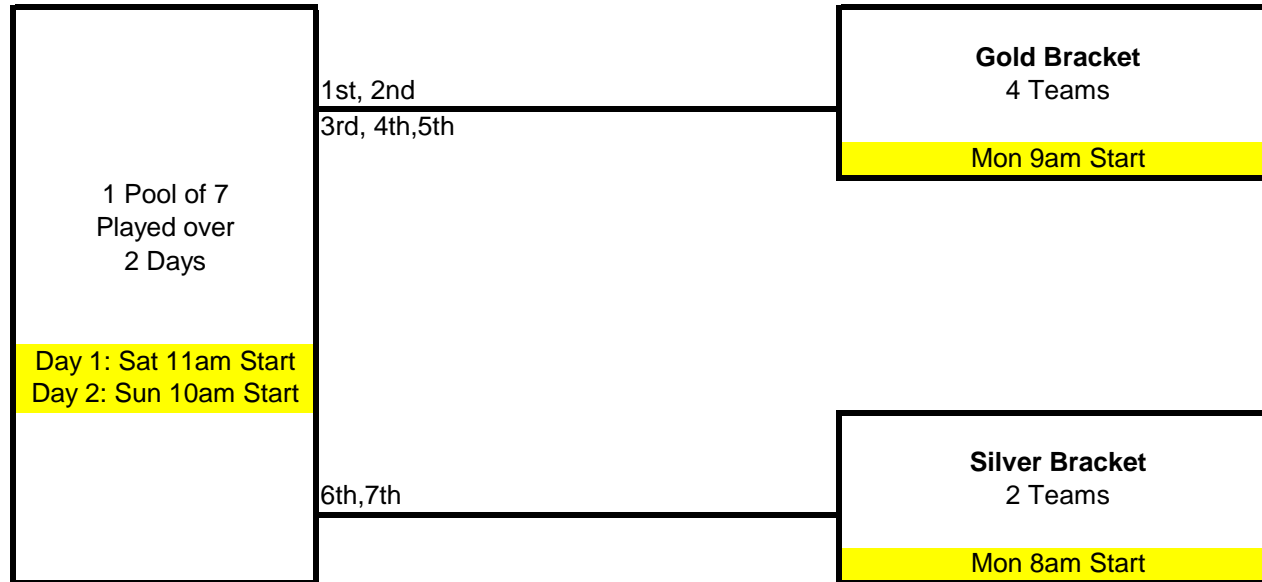 1 Pool of 7
Played over
2 Days
Day 1: Sat 11am Start
Day 2: Sun 10am Start
1st, 2nd
3rd, 4th,5th
6th,7th
Gold Bracket
4 Teams
Mon 9am Start
Silver Bracket
2 Teams
Mon 8am Start